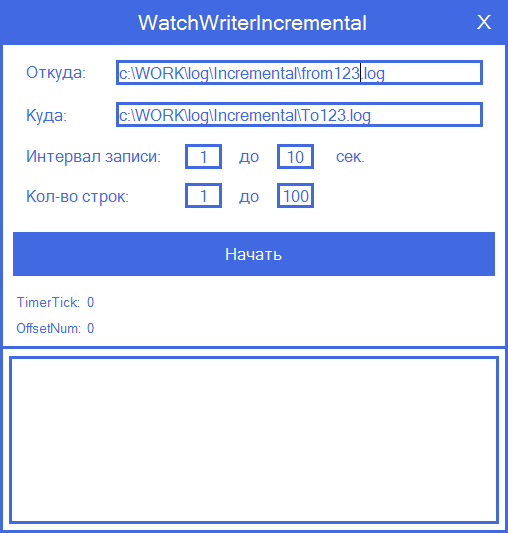 WatchWriterIncremental X
Откуда: c:\WORK\log\Incremental\from123.log
Куда: c:\WORK\log\Incremental\To123.log
Интервал записи: 1 до 10 сек.
Кол-во строк: 1 до 100
Начать
TimerTick: 0
OffsetNum: 0